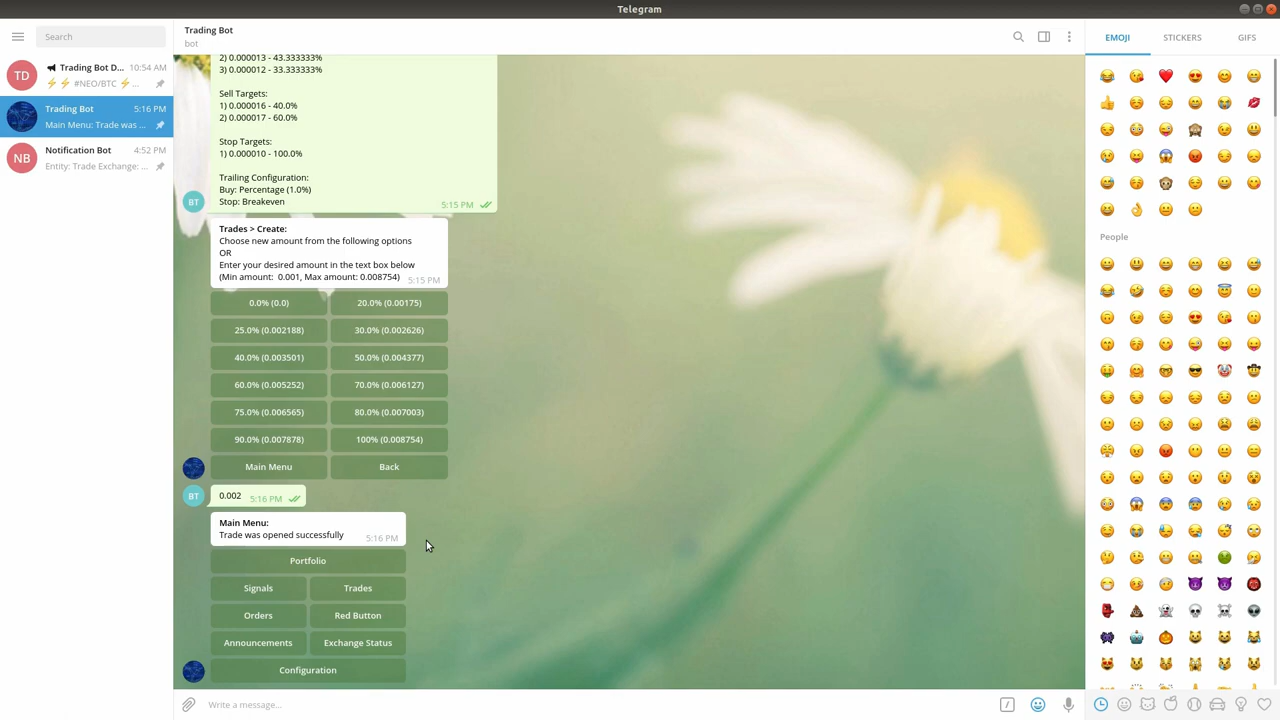 Telegram
Search
TD
Trading Bot D... 10:54 AM
#NEO/BTC ...
Trading Bot 5:16 PM
Main Menu: Trade was ...
NB
Notification Bot 4:52 PM
Entity: Trade Exchange: ...
Trading Bot
bot
2) 0.000013 - 43.333333%
3) 0.000012 - 33.333333%
Sell Targets:
1) 0.000016 - 40.0%
2) 0.000017 - 60.0%
Stop Targets:
1) 0.000010 - 100.0%
Trailing Configuration:
Buy: Percentage (1.0%)
Stop: Breakeven
5:15 PM
BT
Trades > Create:
Choose new amount from the following options
OR
Enter your desired amount in the text box below
(Min amount:  0.001, Max amount: 0.008754) 5:15 PM
0.0% (0.0) 20.0% (0.00175)
25.0% (0.002188) 30.0% (0.002626)
40.0% (0.003501) 50.0% (0.004377)
60.0% (0.005252) 70.0% (0.006127)
75.0% (0.006565) 80.0% (0.007003)
90.0% (0.007878) 100% (0.008754)
Main Menu Back
BT
0.002 5:16 PM
Main Menu:
Trade was opened successfully 5:16 PM
Portfolio
Signals Trades
Orders Red Button
Announcements Exchange Status
Configuration
Write a message...
EMOJI STICKERS GIFS
People